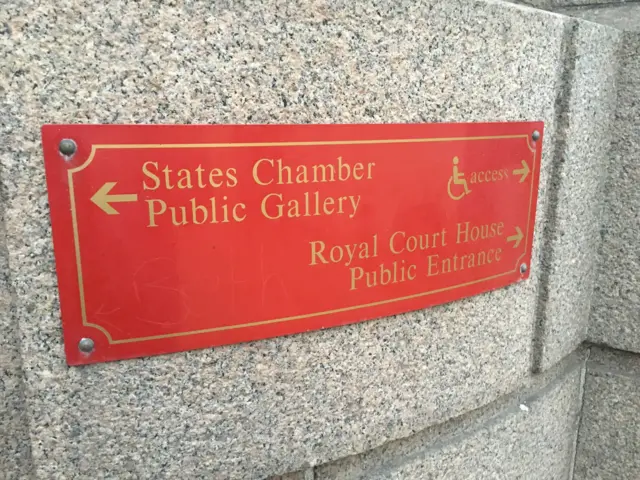 States Chamber
Public Gallery
access
Royal Court House
Public Entrance